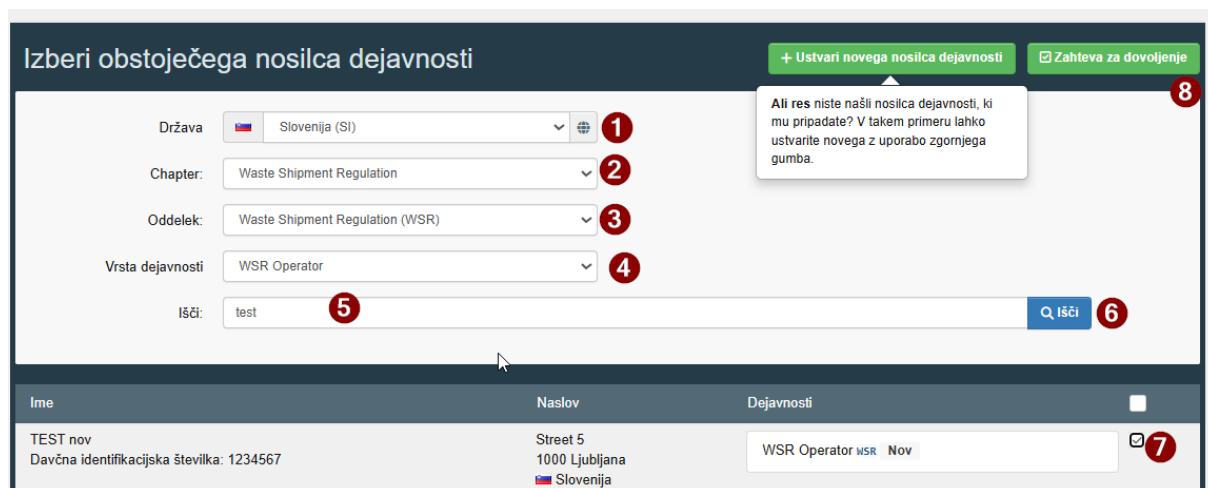 Izberi obstoječega nosilca dejavnosti
+ Ustvari novega nosilca dejavnosti
Zahteva za dovoljenje
8
Ali res niste našli nosilca dejavnosti, ki
mu pripadate? V takem primeru lahko
ustvarite novega z uporabo zgornjega
gumba.
Država Slovenija (SI) 1
Chapter: Waste Shipment Regulation 2
Oddelek: Waste Shipment Regulation (WSR) 3
Vrsta dejavnosti WSR Operator 4
Išči: test 5 Išči 6
Ime Naslov Dejavnosti
TEST nov Street 5
Davčna identifikacijska številka: 1234567 1000 Ljubljana
Slovenija
WSR Operator WSR Nov 7